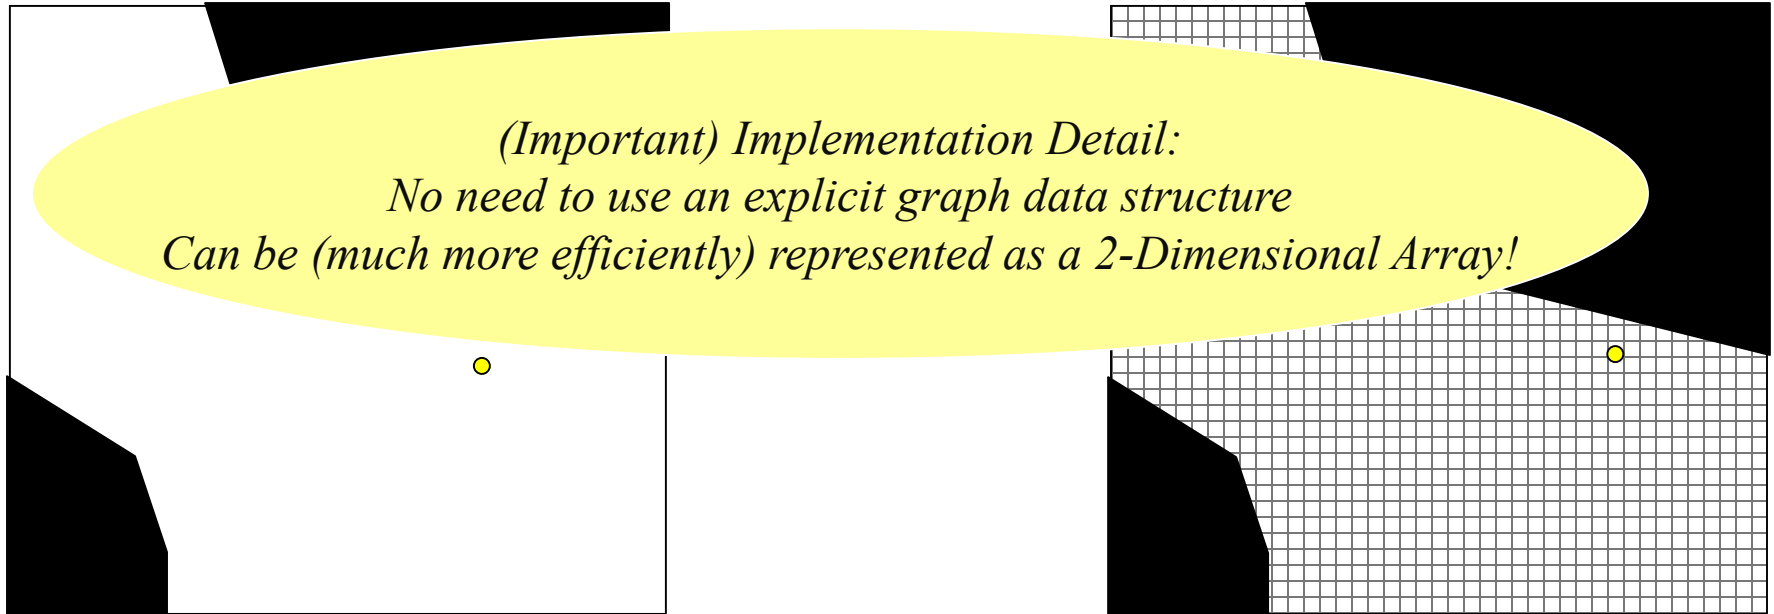 (Important) Implementation Detail:
No need to use an explicit graph data structure
Can be (much more efficiently) represented as a 2-Dimensional Array!